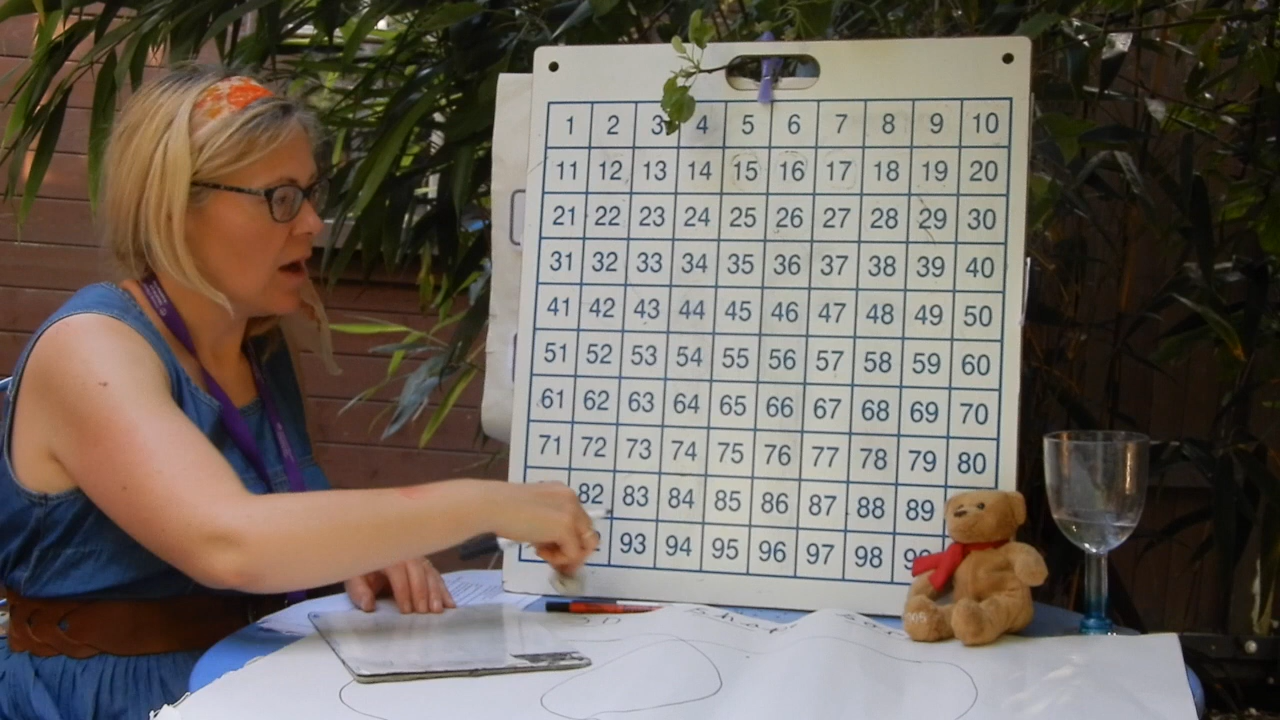 1 2 3 4 5 6 7 8 9 10
11 12 13 14 15 16 17 18 19 20
21 22 23 24 25 26 27 28 29 30
31 32 33 34 35 36 37 38 39 40
41 42 43 44 45 46 47 48 49 50
51 52 53 54 55 56 57 58 59 60
61 62 63 64 65 66 67 68 69 70
71 72 73 74 75 76 77 78 79 80
82 83 84 85 86 87 88 89
93 94 95 96 97 98 99